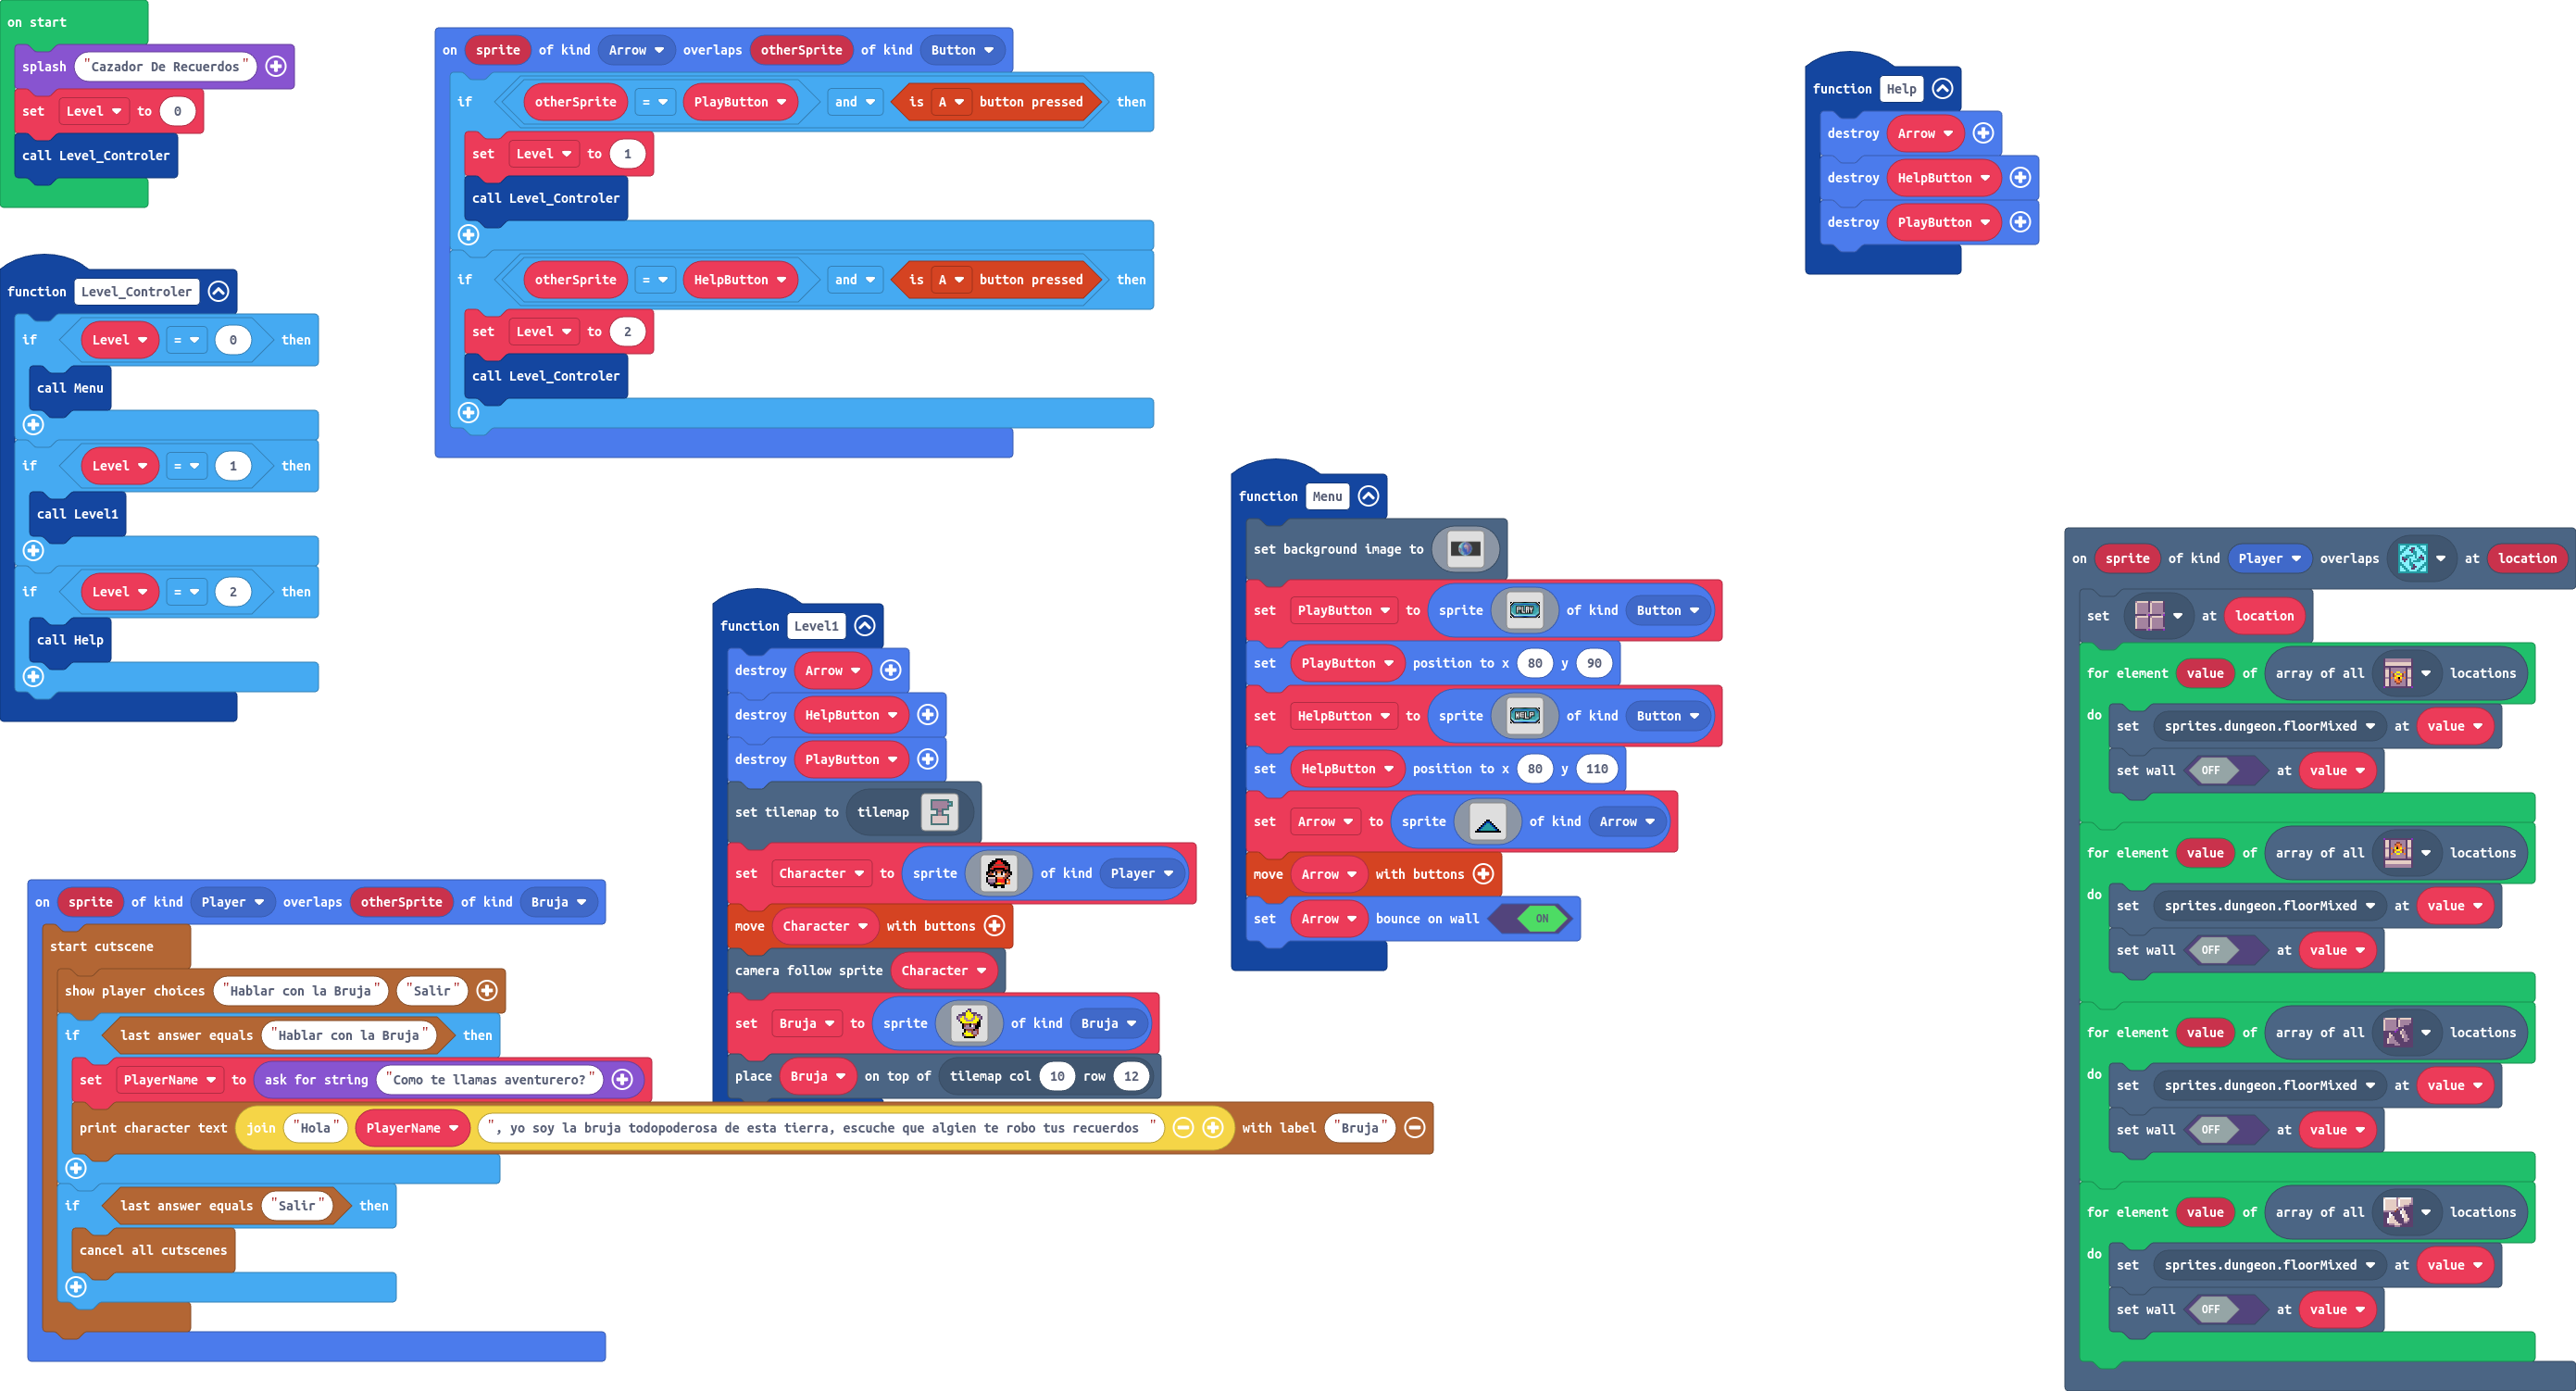 on start
splash "Cazador De Recuerdos"
set Level to 0
call Level_Controler
function Level_Controler
if Level = 0 then
call Menu
if Level = 1 then
call Level1
if Level = 2 then
call Help
on sprite of kind Arrow overlaps otherSprite of kind Button
if otherSprite = PlayButton and is A button pressed then
set Level to 1
call Level_Controler
if otherSprite = HelpButton and is A button pressed then
set Level to 2
call Level_Controler
function Help
destroy Arrow
destroy HelpButton
destroy PlayButton
function Menu
set background image to
set PlayButton to sprite PLAY of kind Button
set PlayButton position to x 80 y 90
set HelpButton to sprite HELP of kind Button
set HelpButton position to x 80 y 110
set Arrow to sprite of kind Arrow
move Arrow with buttons
set Arrow bounce on wall ON
function Level1
destroy Arrow
destroy HelpButton
destroy PlayButton
set tilemap to tilemap
set Character to sprite of kind Player
move Character with buttons
camera follow sprite Character
set Bruja to sprite of kind Bruja
place Bruja on top of tilemap col 10 row 12
on sprite of kind Player overlaps otherSprite of kind Bruja
start cutscene
show player choices "Hablar con la Bruja" "Salir"
if last answer equals "Hablar con la Bruja" then
set PlayerName to ask for string "Como te llamas aventurero?"
print character text join "Hola" PlayerName ", yo soy la bruja todopoderosa de esta tierra, escuche que algien te robo tus recuerdos " with label "Bruja"
if last answer equals "Salir" then
cancel all cutscenes
on sprite of kind Player overlaps at location
set at location
for element value of array of all locations
do set sprites.dungeon.floorMixed at value
set wall OFF at value
for element value of array of all locations
do set sprites.dungeon.floorMixed at value
set wall OFF at value
for element value of array of all locations
do set sprites.dungeon.floorMixed at value
set wall OFF at value
for element value of array of all locations
do set sprites.dungeon.floorMixed at value
set wall OFF at value